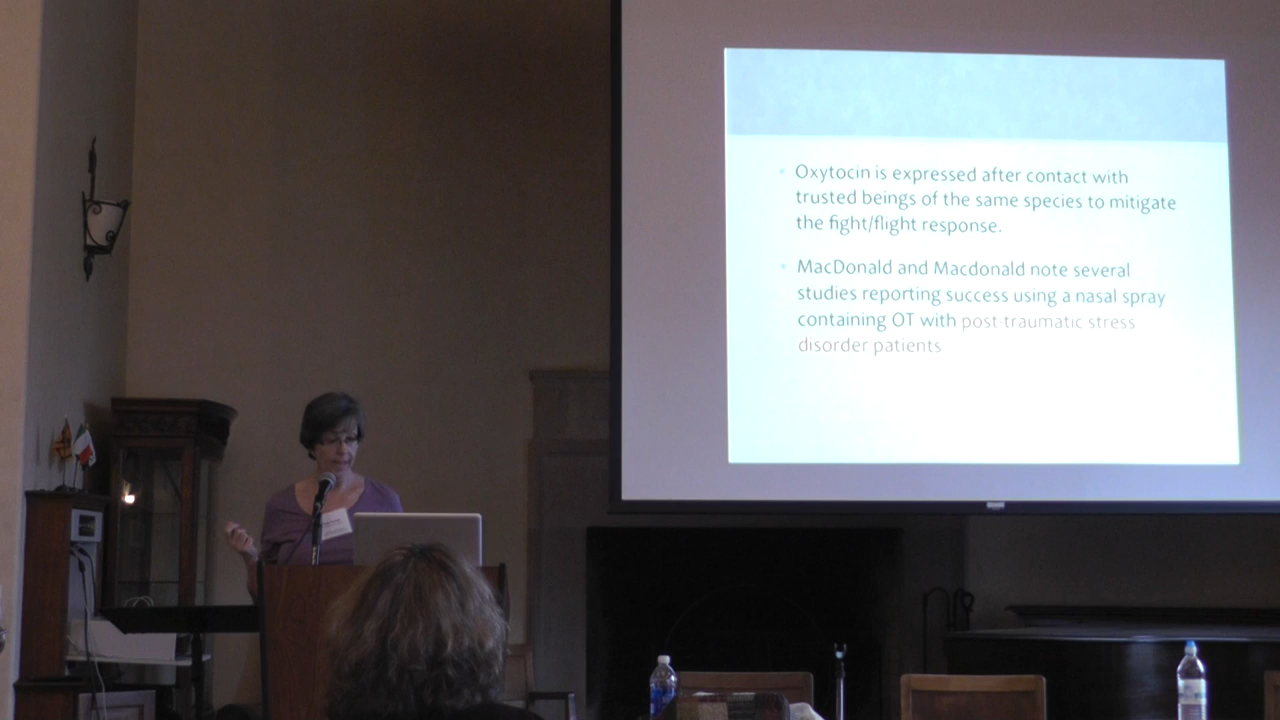 Oxytocin is expressed after contact with
trusted beings of the same species to mitigate
the fight/flight response.
MacDonald and Macdonald note several
studies reporting success using a nasal spray
containing OT with post-traumatic stress
disorder patients